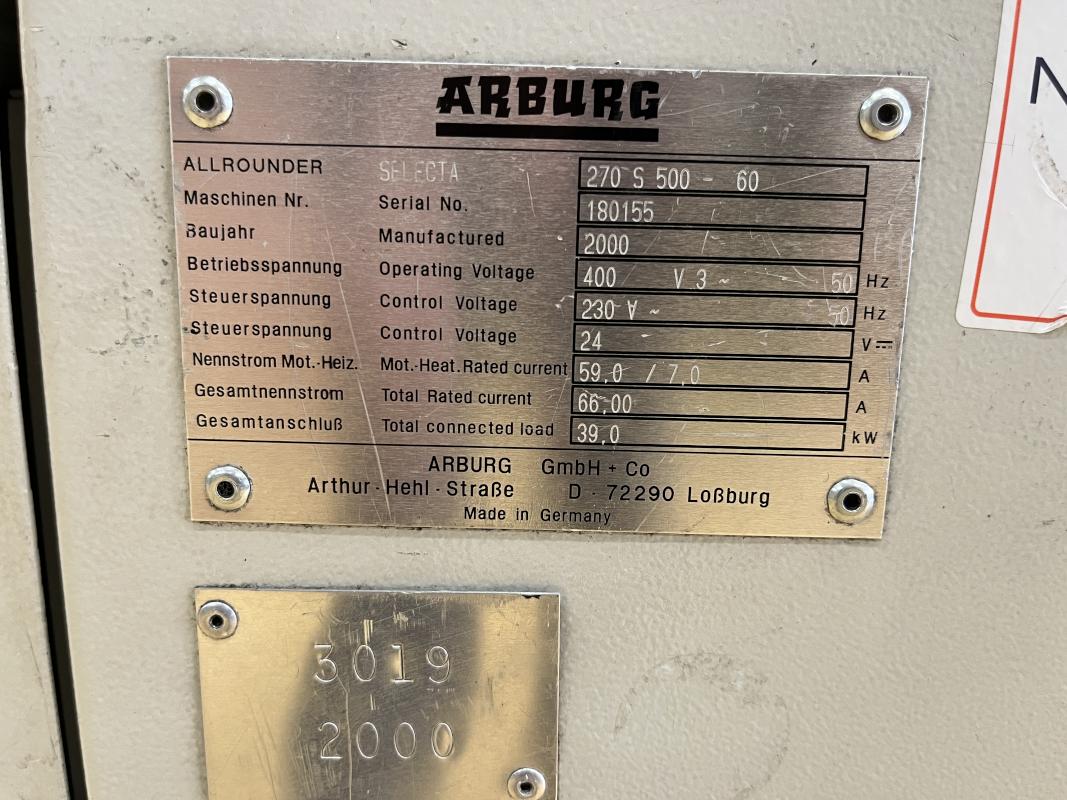 ARBURG
ALLROUNDER SELECTA 270 S 500 - 60
Maschinen Nr. Serial No. 180155
Baujahr Manufactured 2000
Betriebsspannung Operating Voltage 400 V 3 ~ 50 Hz
Steuerspannung Control Voltage 230 V ~ 50 Hz
Steuerspannung Control Voltage 24 V ⎓
Nennstrom Mot.-Heiz. Mot.-Heat. Rated current 59,0 / 7,0 A
Gesamtnennstrom Total Rated current 66,00 A
Gesamtanschluß Total connected load 39,0 kW
ARBURG GmbH + Co
Arthur - Hehl - Straße D - 72290 Loßburg
Made in Germany
3019
2000